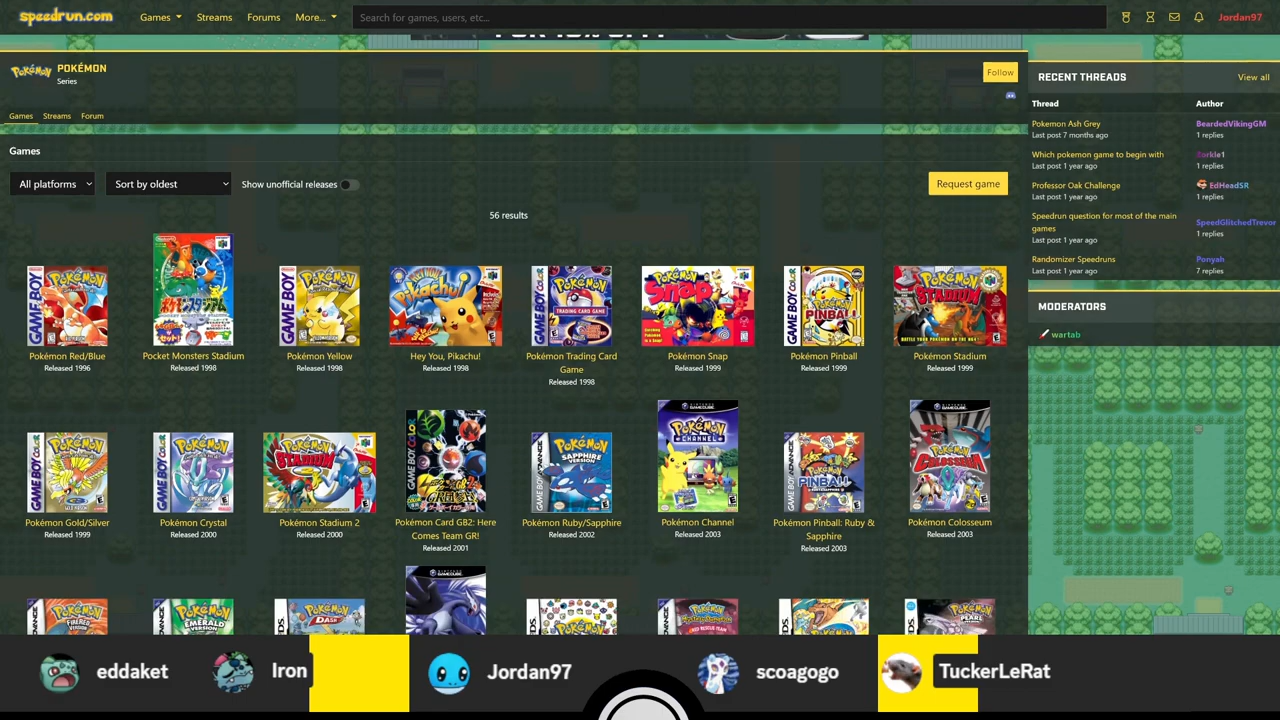 speedrun.com Games Streams Forums More... Search for games, users, etc... Jordan97
POKÉMON
Series
Follow
Games Streams Forum
Games
All platforms Sort by oldest Show unofficial releases Request game
56 results
Pokémon Red/Blue
Released 1996
Pocket Monsters Stadium
Released 1998
Pokémon Yellow
Released 1998
Hey You, Pikachu!
Released 1998
Pokémon Trading Card
Game
Released 1998
Pokémon Snap
Released 1999
Pokémon Pinball
Released 1999
Pokémon Stadium
Released 1999
Pokémon Gold/Silver
Released 1999
Pokémon Crystal
Released 2000
Pokémon Stadium 2
Released 2000
Pokémon Card GB2: Here
Comes Team GR!
Released 2001
Pokémon Ruby/Sapphire
Released 2002
Pokémon Channel
Released 2003
Pokémon Pinball: Ruby &
Sapphire
Released 2003
Pokémon Colosseum
Released 2003
RECENT THREADS View all
Thread Author
Pokemon Ash Grey BeardedVikingGM
Last post 7 months ago 1 replies
Which pokemon game to begin with
Last post 1 year ago 1 replies
Professor Oak Challenge EdHeadSR
Last post 1 year ago 1 replies
Speedrun question for most of the main
games
SpeedGlitchedTrevor
Last post 1 year ago 1 replies
Randomizer Speedruns Ponyah
Last post 1 year ago 7 replies
MODERATORS
wartab
eddaket Iron Jordan97 scoagogo TuckerLeRat